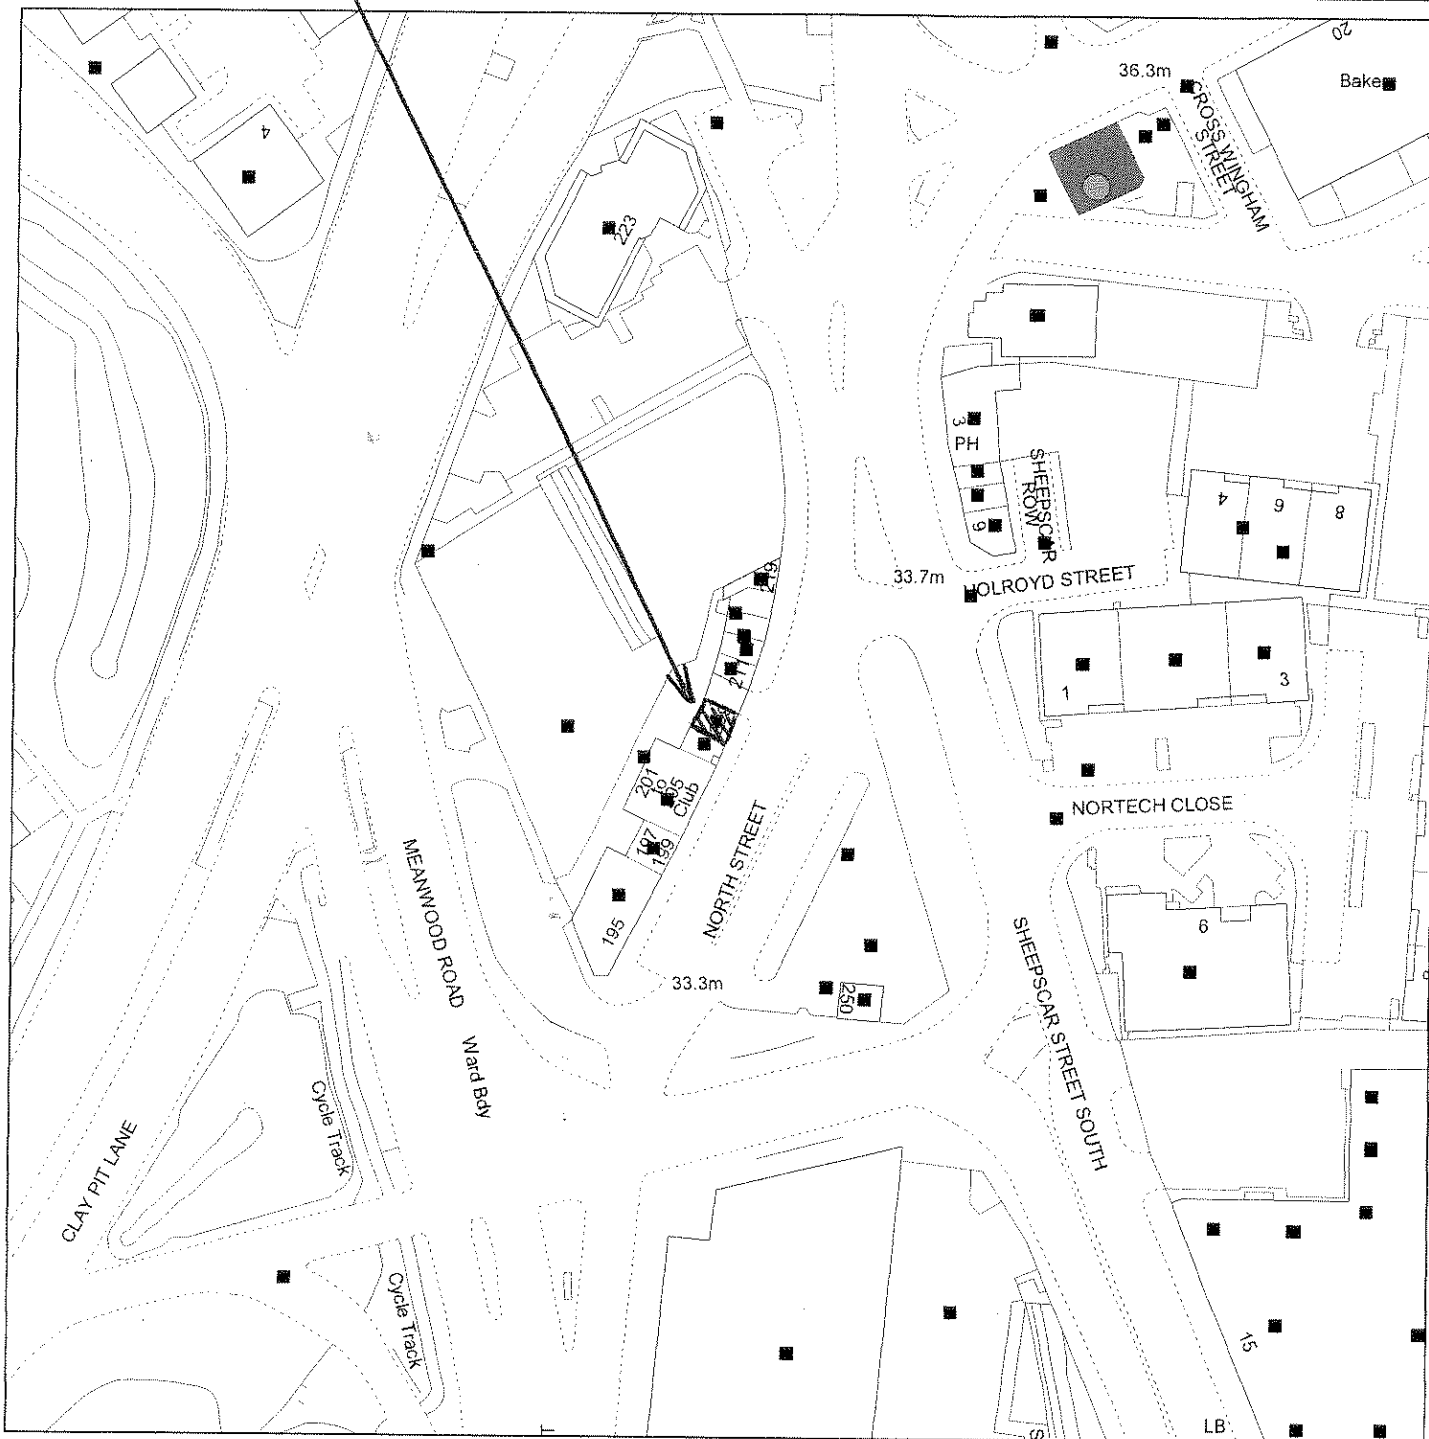 20
36.3m
Bake
CROSS WINGHAM
STREET
4
223
3
PH
SHEEPSCAR
ROW
9
4
6
8
33.7m
HOLROYD STREET
219
211
1
3
201
to
205
Club
197
199
195
NORTECH CLOSE
NORTH STREET
MEANWOOD ROAD
33.3m
250
6
SHEEPSCAR STREET SOUTH
Ward Bdy
Cycle Track
CLAY PIT LANE
Cycle Track
15
LB